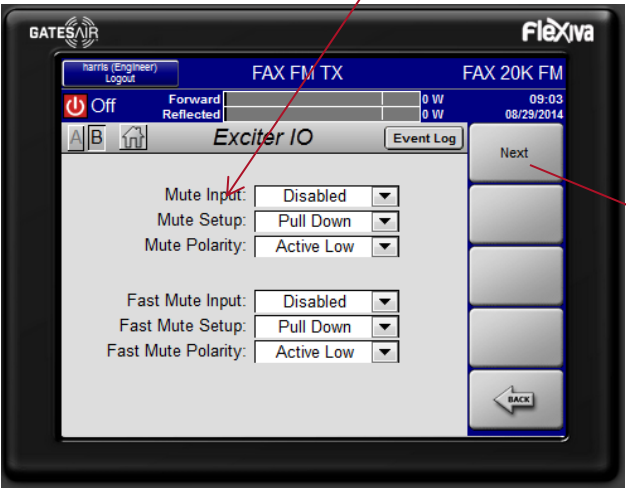 GATESAIR
Flexiva
harris (Engineer)
Logout
FAX FM TX
FAX 20K FM
Off
Forward
0 W
09:03
Reflected
0 W
08/29/2014
A B
Exciter IO
Event Log
Next
Mute Input: Disabled
Mute Setup: Pull Down
Mute Polarity: Active Low
Fast Mute Input: Disabled
Fast Mute Setup: Pull Down
Fast Mute Polarity: Active Low
BACK